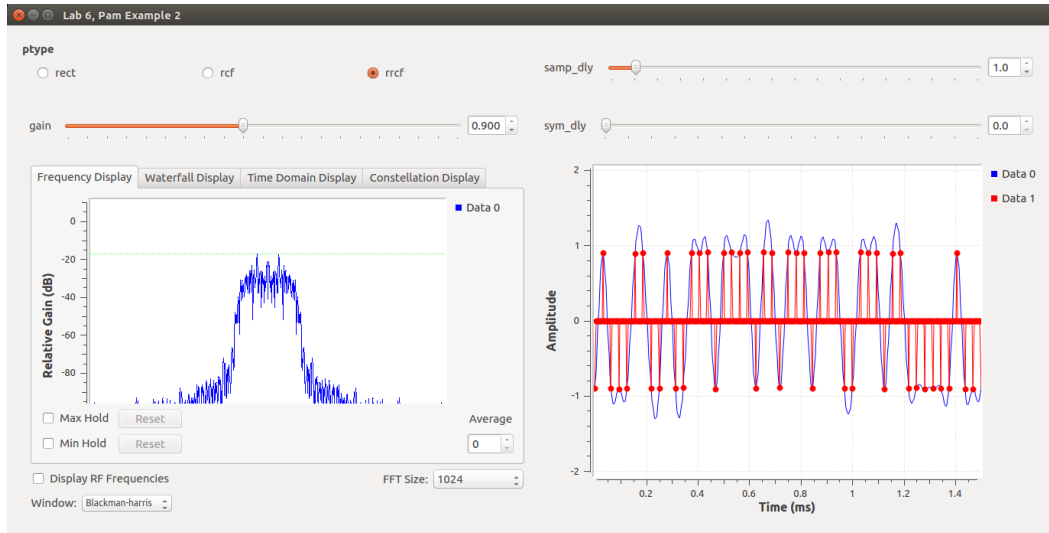 Lab 6, Pam Example 2
ptype
rect
rcf
rrcf
samp_dly
1.0
gain
0.900
sym_dly
0.0
Frequency Display
Waterfall Display
Time Domain Display
Constellation Display
Data 0
0
-20
-40
-60
-80
Relative Gain (dB)
Max Hold
Reset
Average
Min Hold
Reset
0
Display RF Frequencies
FFT Size: 1024
Window: Blackman-harris
Data 0
Data 1
2
1
0
-1
-2
Amplitude
0.2 0.4 0.6 0.8 1 1.2 1.4
Time (ms)